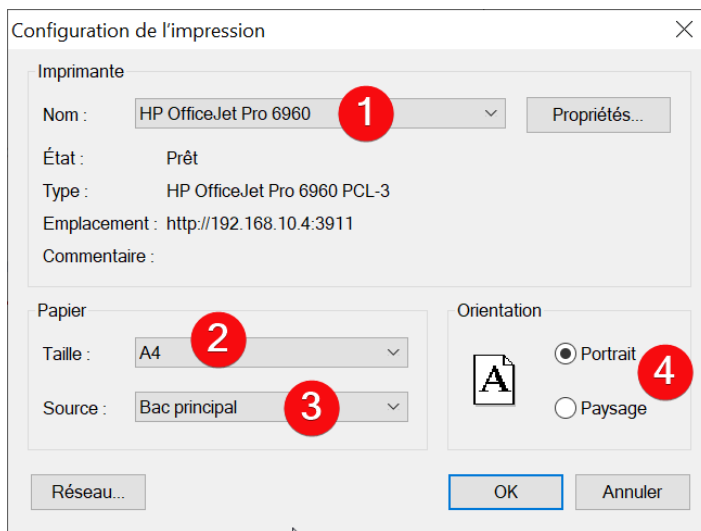 Configuration de l'impression
Imprimante
Nom :
HP OfficeJet Pro 6960
1
Propriétés...
État :
Prêt
Type :
HP OfficeJet Pro 6960 PCL-3
Emplacement :
http://192.168.10.4:3911
Commentaire :
Papier
Taille :
A4
2
Source :
Bac principal
3
Orientation
A
Portrait
4
Paysage
Réseau...
OK
Annuler